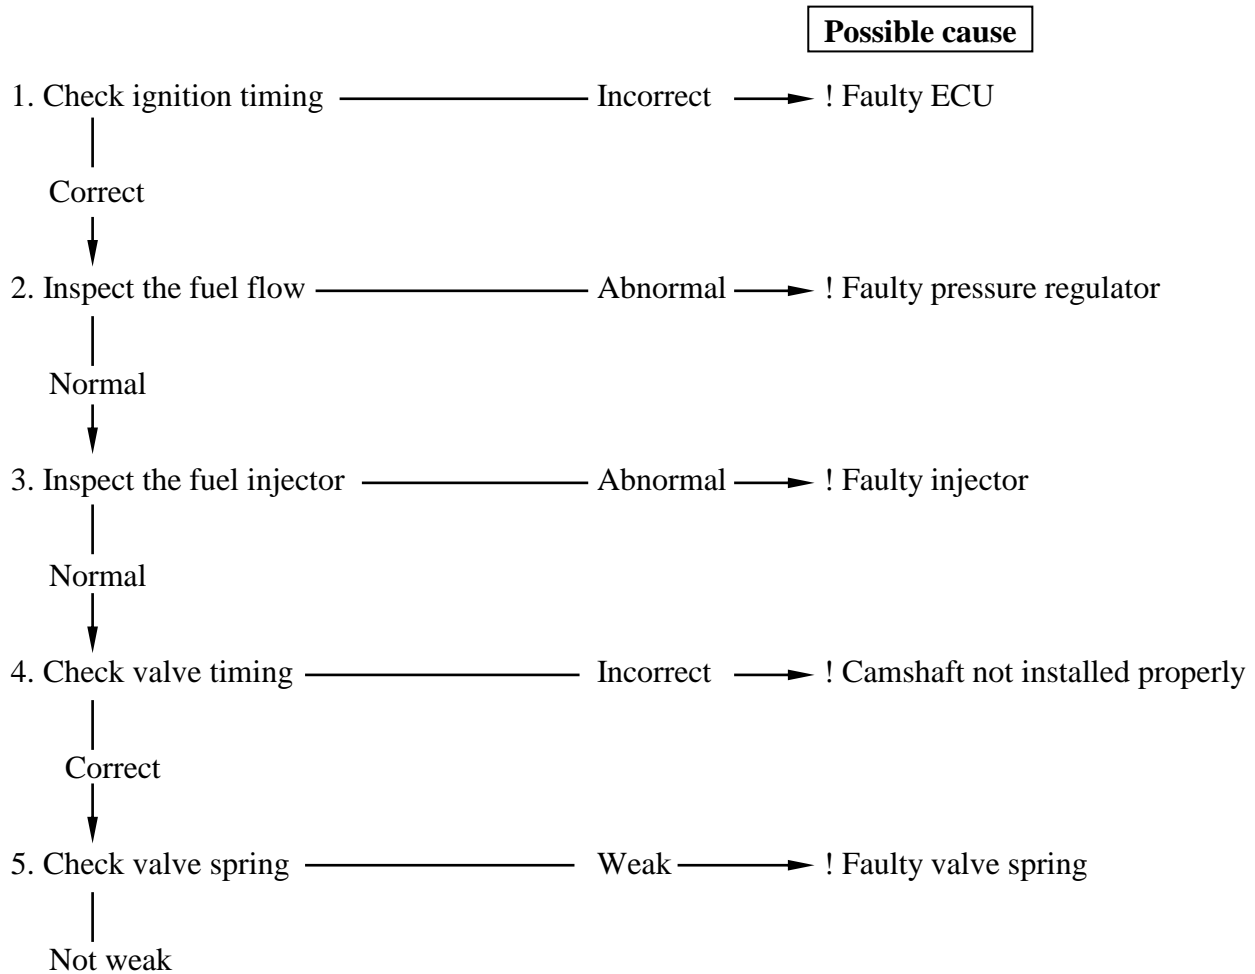 Possible cause
1. Check ignition timing Incorrect ! Faulty ECU
Correct
2. Inspect the fuel flow Abnormal ! Faulty pressure regulator
Normal
3. Inspect the fuel injector Abnormal ! Faulty injector
Normal
4. Check valve timing Incorrect ! Camshaft not installed properly
Correct
5. Check valve spring Weak ! Faulty valve spring
Not weak